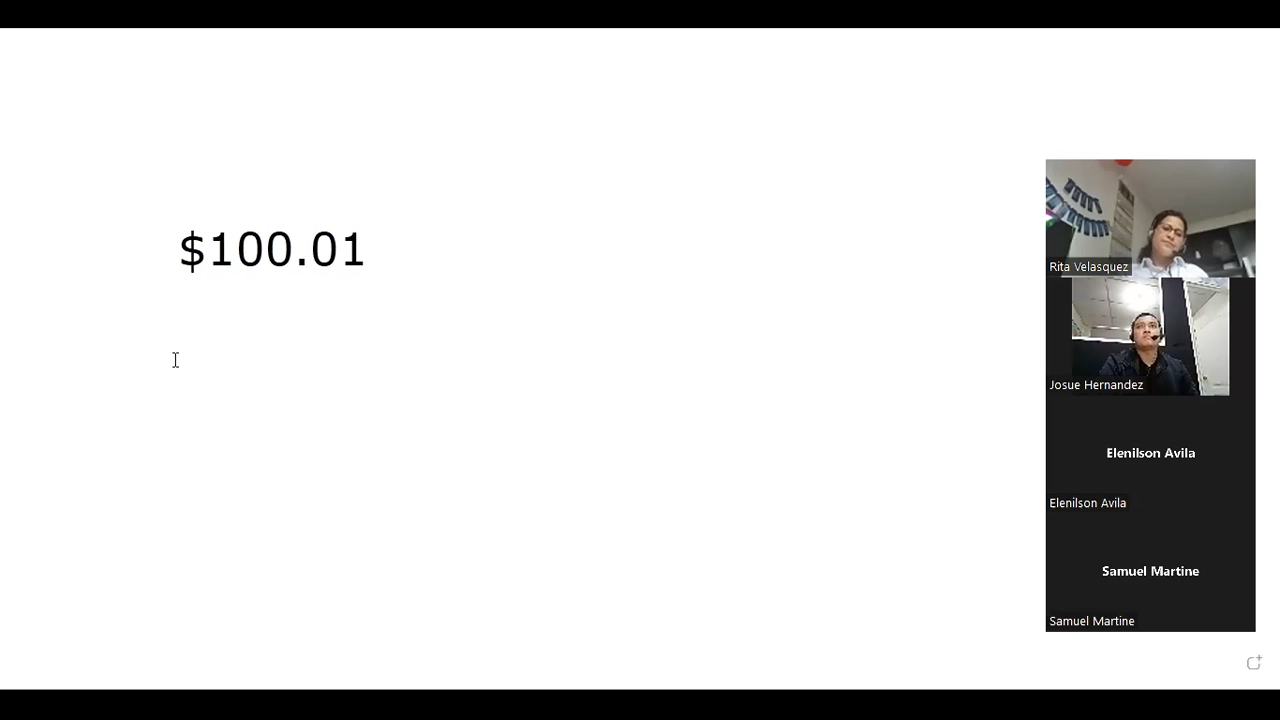 $100.01
Rita Velasquez
Josue Hernandez
Elenilson Avila
Elenilson Avila
Samuel Martine
Samuel Martine